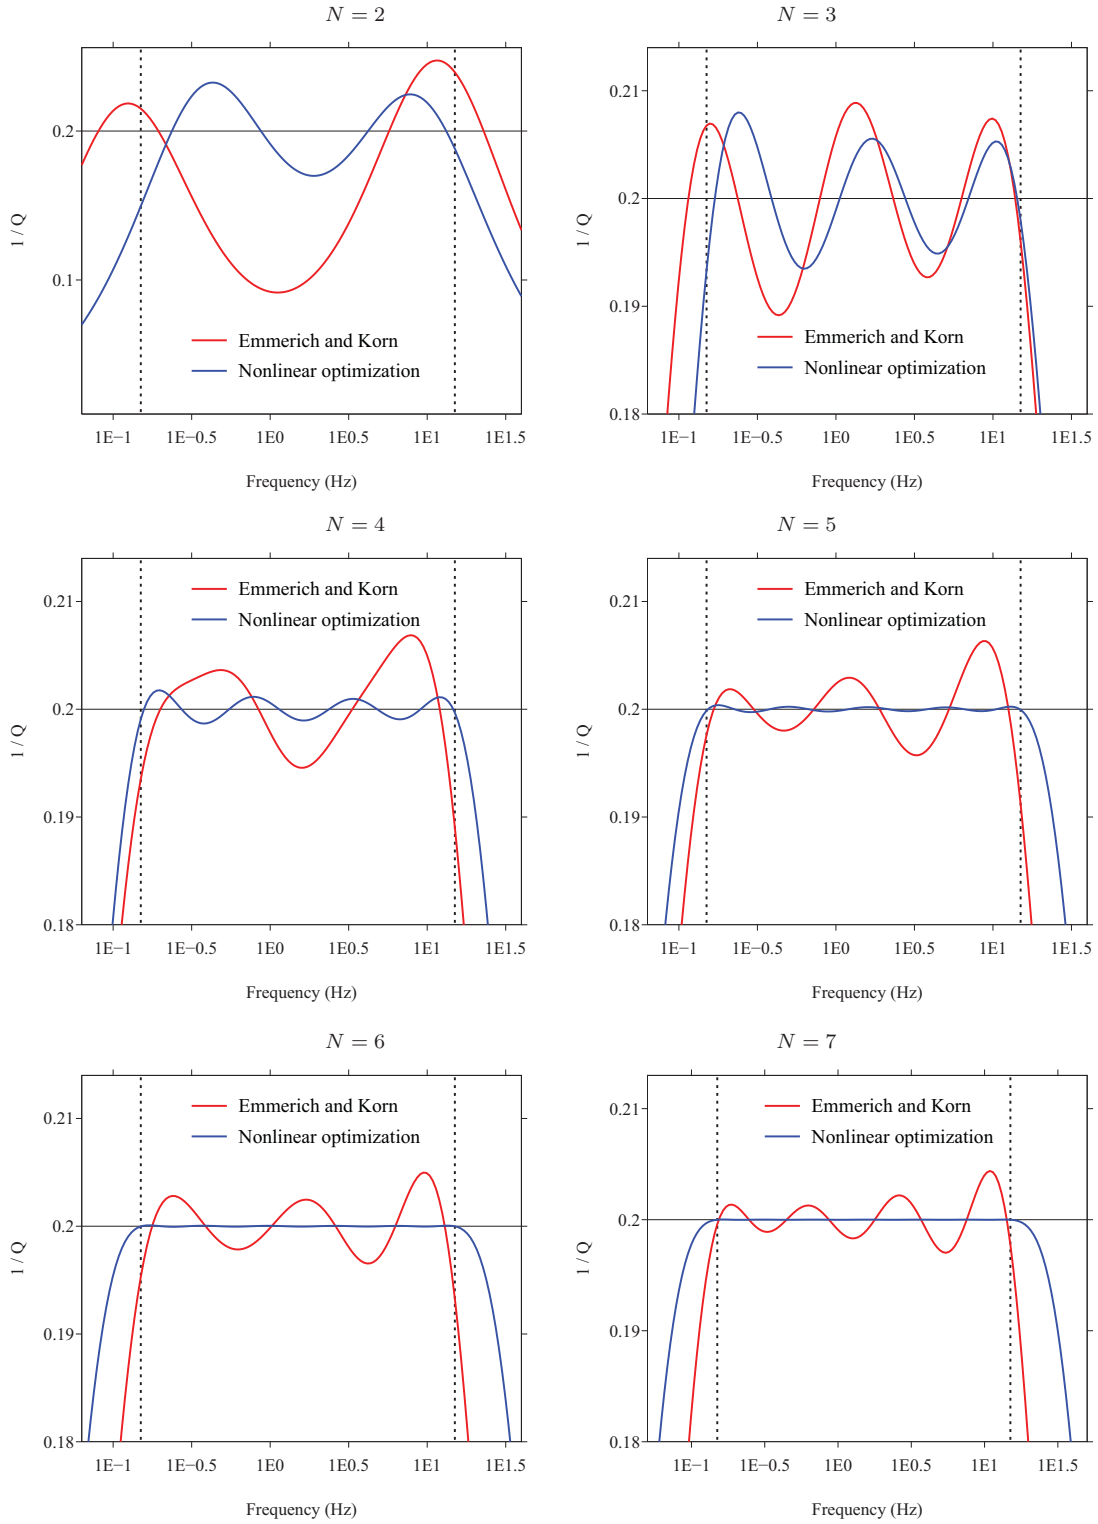 N = 2
0.2
0.1
1 / Q
Emmerich and Korn
Nonlinear optimization
1E−1 1E−0.5 1E0 1E0.5 1E1 1E1.5
Frequency (Hz)
N = 3
0.21
0.2
0.19
0.18
1 / Q
Emmerich and Korn
Nonlinear optimization
1E−1 1E−0.5 1E0 1E0.5 1E1 1E1.5
Frequency (Hz)
N = 4
Emmerich and Korn
Nonlinear optimization
0.21
0.2
0.19
0.18
1 / Q
1E−1 1E−0.5 1E0 1E0.5 1E1 1E1.5
Frequency (Hz)
N = 5
Emmerich and Korn
Nonlinear optimization
0.21
0.2
0.19
0.18
1 / Q
1E−1 1E−0.5 1E0 1E0.5 1E1 1E1.5
Frequency (Hz)
N = 6
Emmerich and Korn
Nonlinear optimization
0.21
0.2
0.19
0.18
1 / Q
1E−1 1E−0.5 1E0 1E0.5 1E1 1E1.5
Frequency (Hz)
N = 7
Emmerich and Korn
Nonlinear optimization
0.21
0.2
0.19
0.18
1 / Q
1E−1 1E−0.5 1E0 1E0.5 1E1 1E1.5
Frequency (Hz)